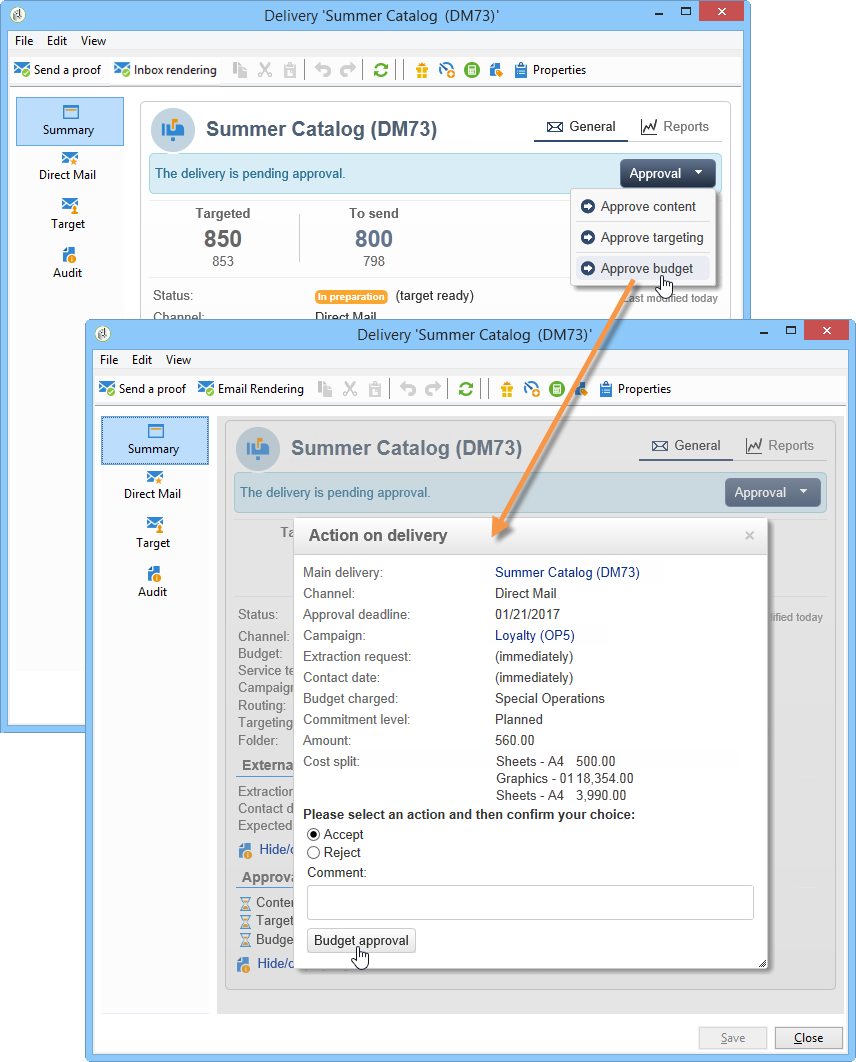 Delivery 'Summer Catalog (DM73)'
File Edit View
Send a proof Inbox rendering Properties
Summary
Direct Mail
Target
Audit
Summer Catalog (DM73) General Reports
The delivery is pending approval. Approval
Approve content
Approve targeting
Approve budget
Targeted To send
850 800
853 798
Last modified today
Status: In preparation (target ready)
Channel: Direct Mail
Delivery 'Summer Catalog (DM73)'
File Edit View
Send a proof Email Rendering Properties
Summary
Direct Mail
Target
Audit
Summer Catalog (DM73) General Reports
The delivery is pending approval. Approval
Ta
Status: ified today
Channel:
Budget:
Service te
Campaign
Routing:
Targeting
Folder:
Externa
Extraction
Contact d
Expected
Hide/c
Approva
Conten
Target
Budge
Hide/c
Action on delivery ×
Main delivery: Summer Catalog (DM73)
Channel: Direct Mail
Approval deadline: 01/21/2017
Campaign: Loyalty (OP5)
Extraction request: (immediately)
Contact date: (immediately)
Budget charged: Special Operations
Commitment level: Planned
Amount: 560.00
Cost split: Sheets - A4 500.00
Graphics - 01 18,354.00
Sheets - A4 3,990.00
Please select an action and then confirm your choice:
Accept
Reject
Comment:
Budget approval
Save Close